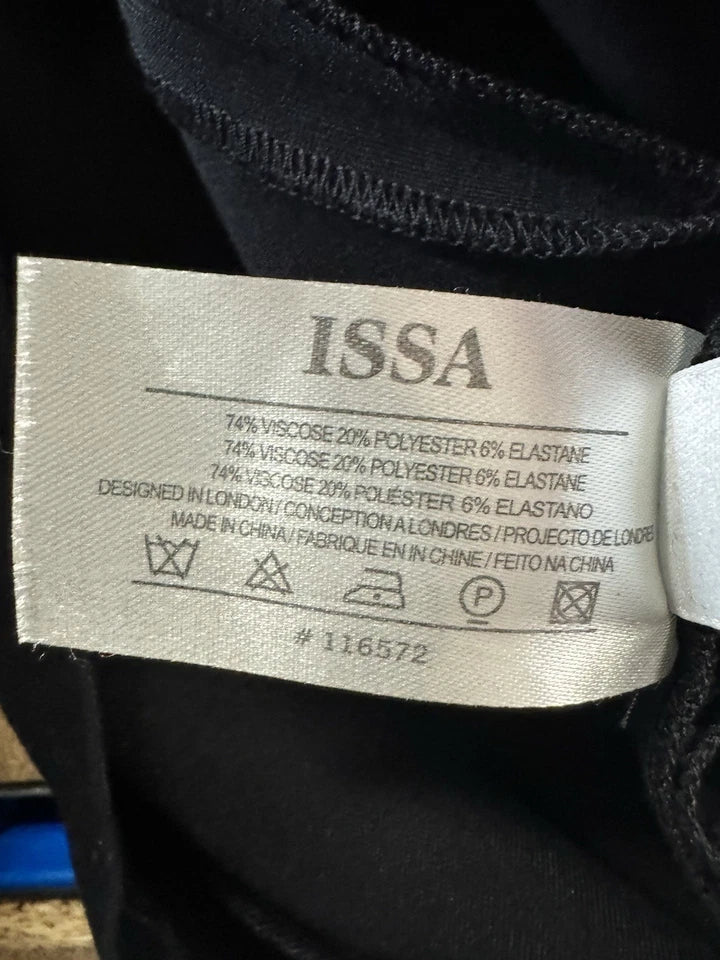 ISSA
74% VISCOSE 20% POLYESTER 6% ELASTANE
74% VISCOSE 20% POLYESTER 6% ELASTANE
74% VISCOSE 20% POLIESTER 6% ELASTANO
DESIGNED IN LONDON / CONCEPTION A LONDRES / PROJECTO DE LONDRES
MADE IN CHINA / FABRIQUE EN IN CHINE / FEITO NA CHINA
P
# 116572